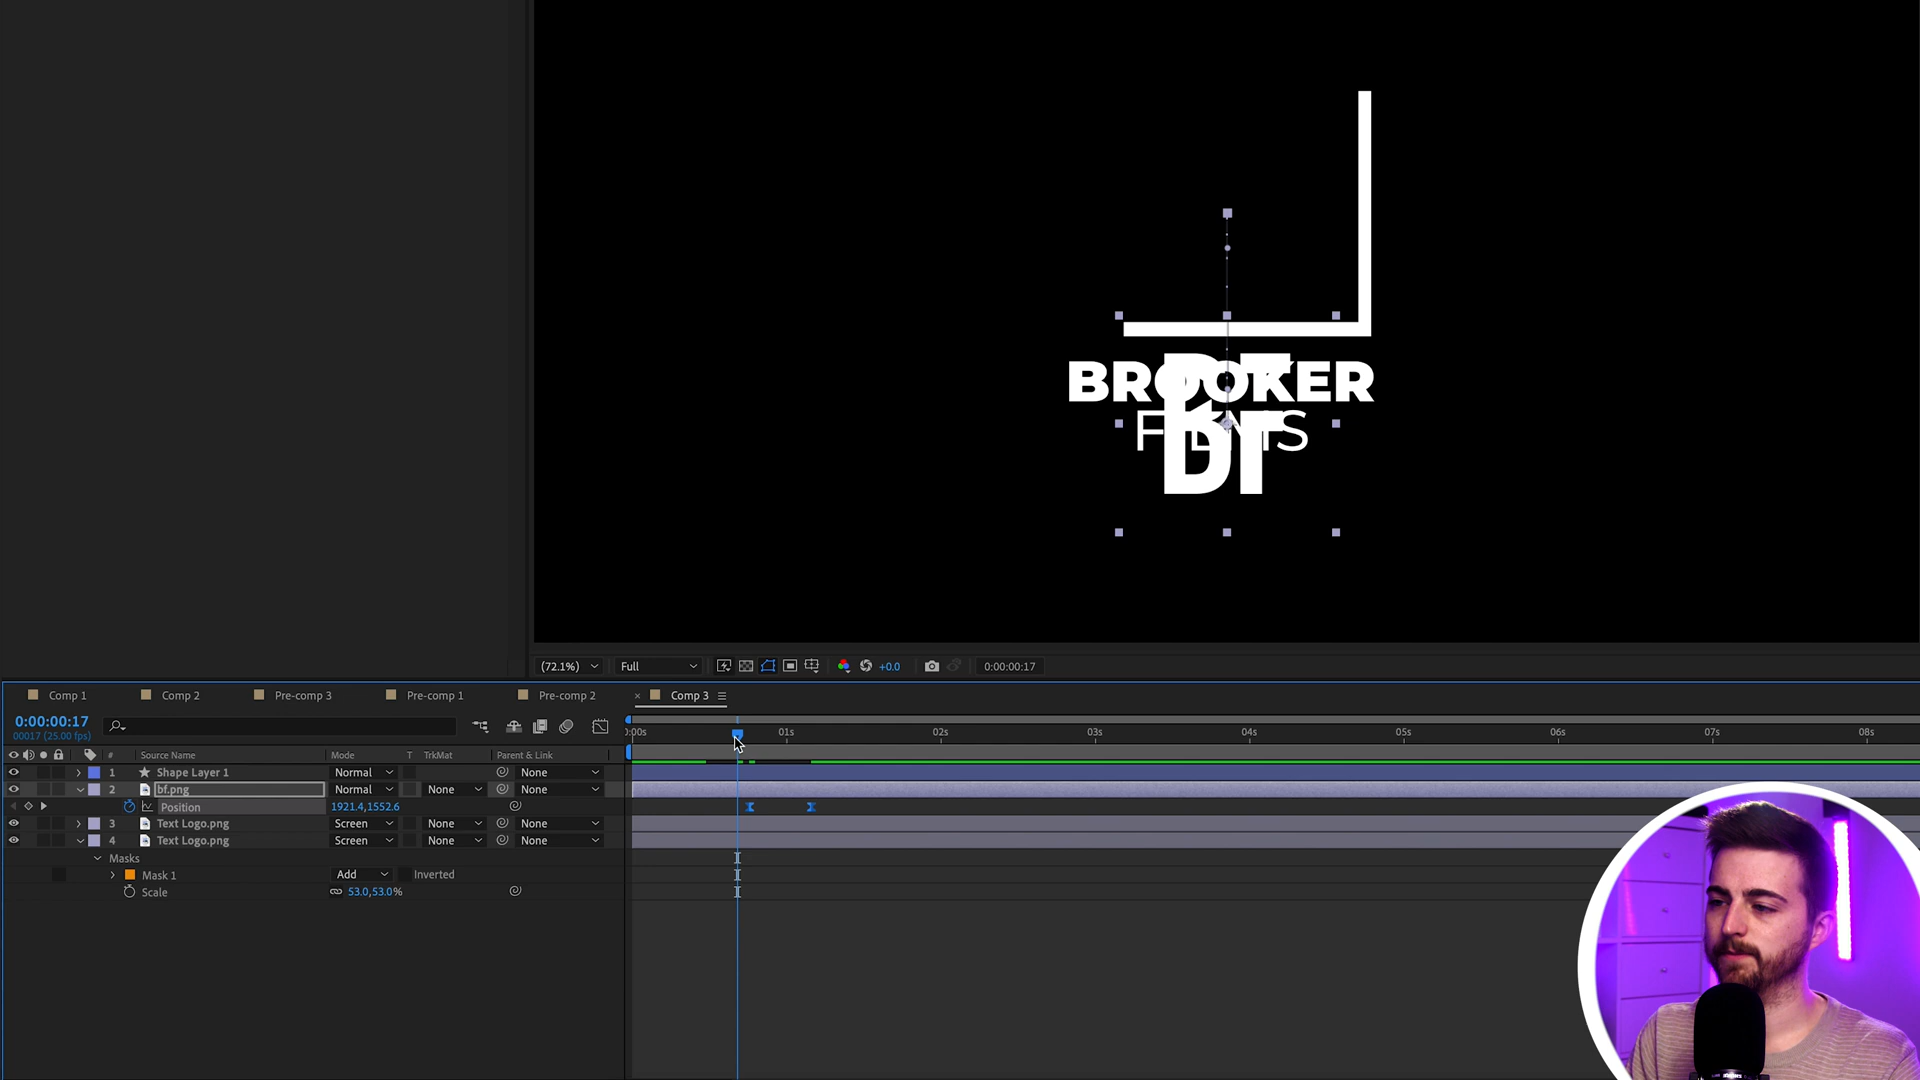 BROOKER
FILMS
BF
(72.1%)
Full
+0.0
0:00:00:17
Comp 1
Comp 2
Pre-comp 3
Pre-comp 1
Pre-comp 2
× Comp 3
0:00:00:17
00017 (25.00 fps)
# Source Name Mode T TrkMat Parent & Link
:00s 01s 02s 03s 04s 05s 06s 07s 08s
1 Shape Layer 1 Normal None
2 bf.png Normal None None
Position 1921.4,1552.6
3 Text Logo.png Screen None None
4 Text Logo.png Screen None None
Masks
Mask 1 Add Inverted
Scale 53.0,53.0%